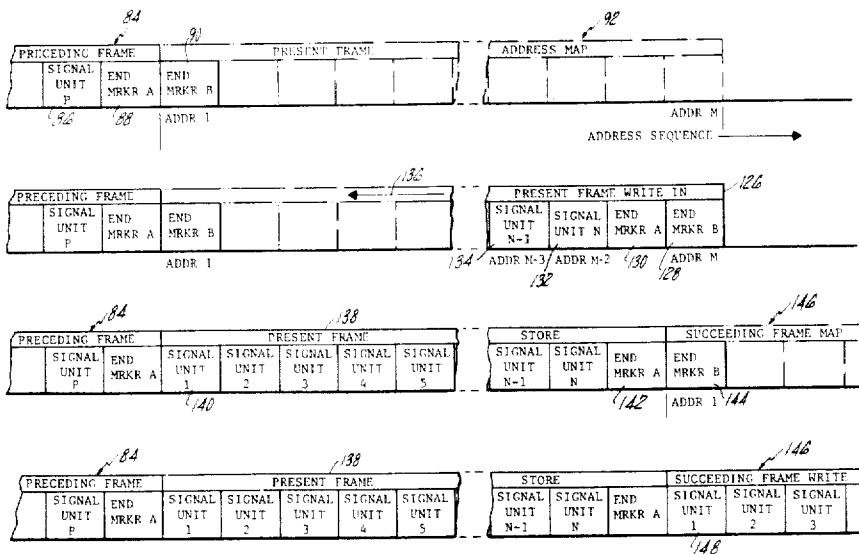 84 90 92
PRECEDING FRAME PRESENT FRAME ADDRESS MAP
SIGNAL UNIT P END MRKR A END MRKR B
86 88 ADDR 1 ADDR M
ADDRESS SEQUENCE
136 126
PRECEDING FRAME PRESENT FRAME WRITE IN
SIGNAL UNIT P END MRKR A END MRKR B SIGNAL UNIT N-1 SIGNAL UNIT N END MRKR A END MRKR B
ADDR 1 134 ADDR M-3 132 ADDR M-2 130 128 ADDR M
84 138 146
PRECEDING FRAME PRESENT FRAME STORE SUCCEEDING FRAME MAP
SIGNAL UNIT P END MRKR A SIGNAL UNIT 1 SIGNAL UNIT 2 SIGNAL UNIT 3 SIGNAL UNIT 4 SIGNAL UNIT 5 SIGNAL UNIT N-1 SIGNAL UNIT N END MRKR A END MRKR B
140 142 ADDR 1 144
84 138 146
PRECEDING FRAME PRESENT FRAME STORE SUCCEEDING FRAME WRITE
SIGNAL UNIT P END MRKR A SIGNAL UNIT 1 SIGNAL UNIT 2 SIGNAL UNIT 3 SIGNAL UNIT 4 SIGNAL UNIT 5 SIGNAL UNIT N-1 SIGNAL UNIT N END MRKR A SIGNAL UNIT 1 SIGNAL UNIT 2 SIGNAL UNIT 3
148